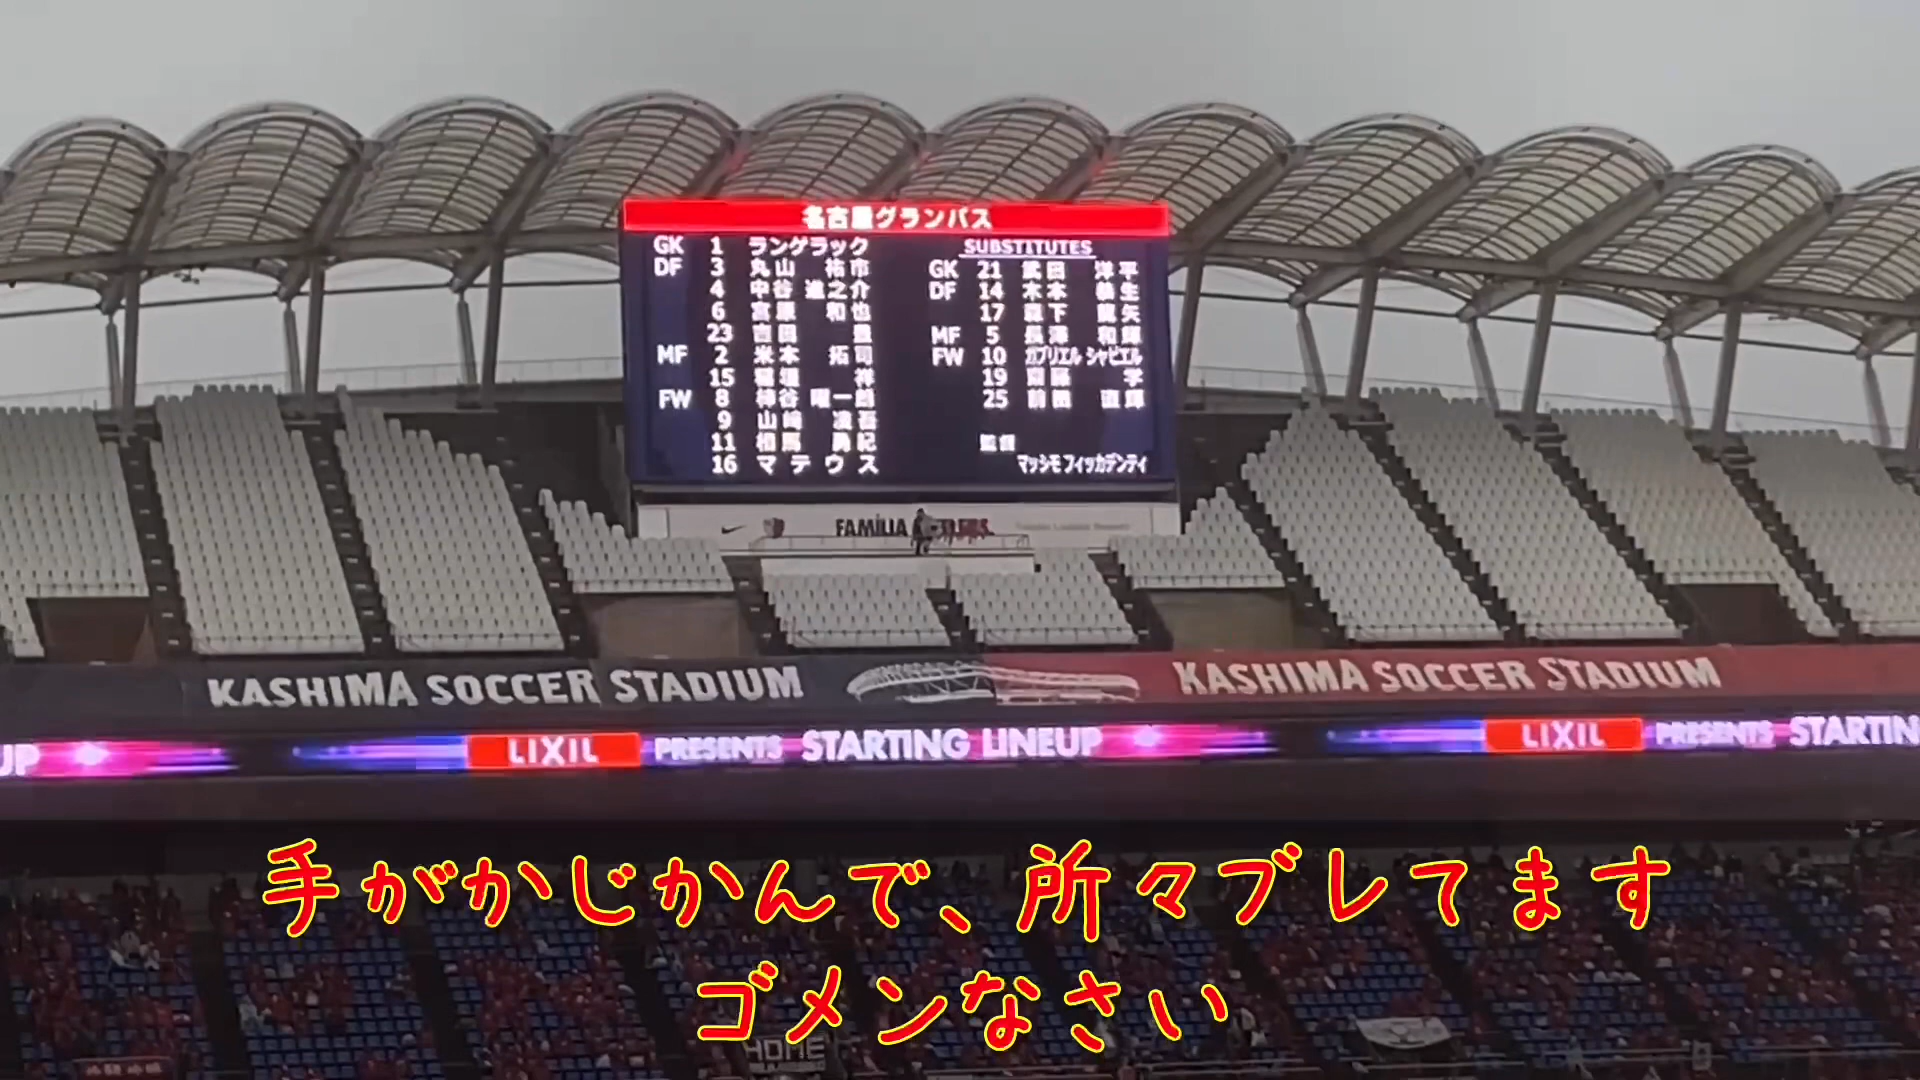 名古屋グランパス
GK 1 ランゲラック
DF 3 丸山 祐市
4 中谷 進之介
6 宮原 和也
23 吉田 豊
MF 2 米本 拓司
15 稲垣 祥
FW 8 柿谷 曜一朗
9 山﨑 凌吾
11 相馬 勇紀
16 マテウス
SUBSTITUTES
GK 21 武田 洋平
DF 14 木本 恭生
17 森下 龍矢
MF 5 長澤 和輝
FW 10 ガブリエル シャビエル
19 齋藤 学
25 前田 直輝
監督
マッシモ フィッカデンティ
FAMÍLIA
KASHIMA SOCCER STADIUM KASHIMA SOCCER STADIUM
UP LIXIL PRESENTS STARTING LINEUP LIXIL PRESENTS STARTIN
手がかじかんで、所々ブレてます
ゴメンなさい
HOME